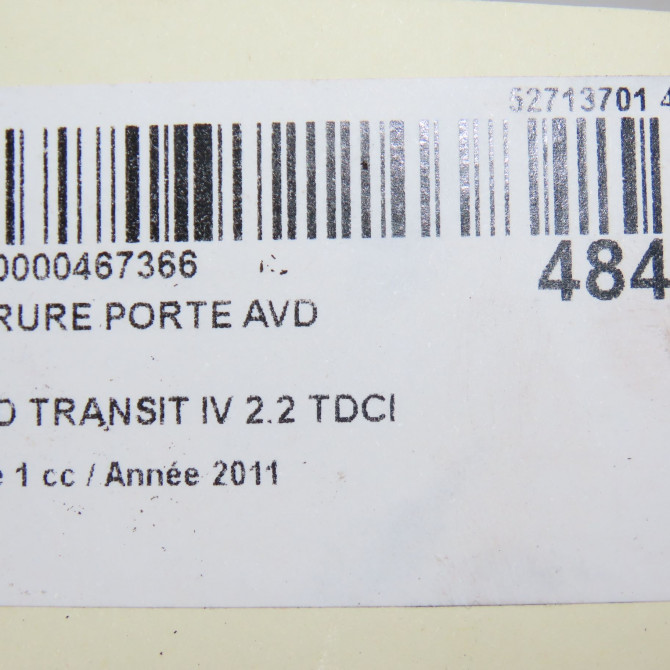 52713701 4
0000467366 484
RURE PORTE AVD
D TRANSIT IV 2.2 TDCI
e 1 cc / Année 2011